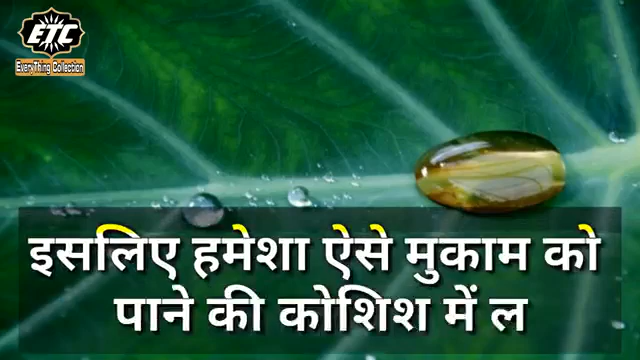 ETC
EveryThing Collection
इसलिए हमेशा ऐसे मुकाम को
पाने की कोशिश में ल